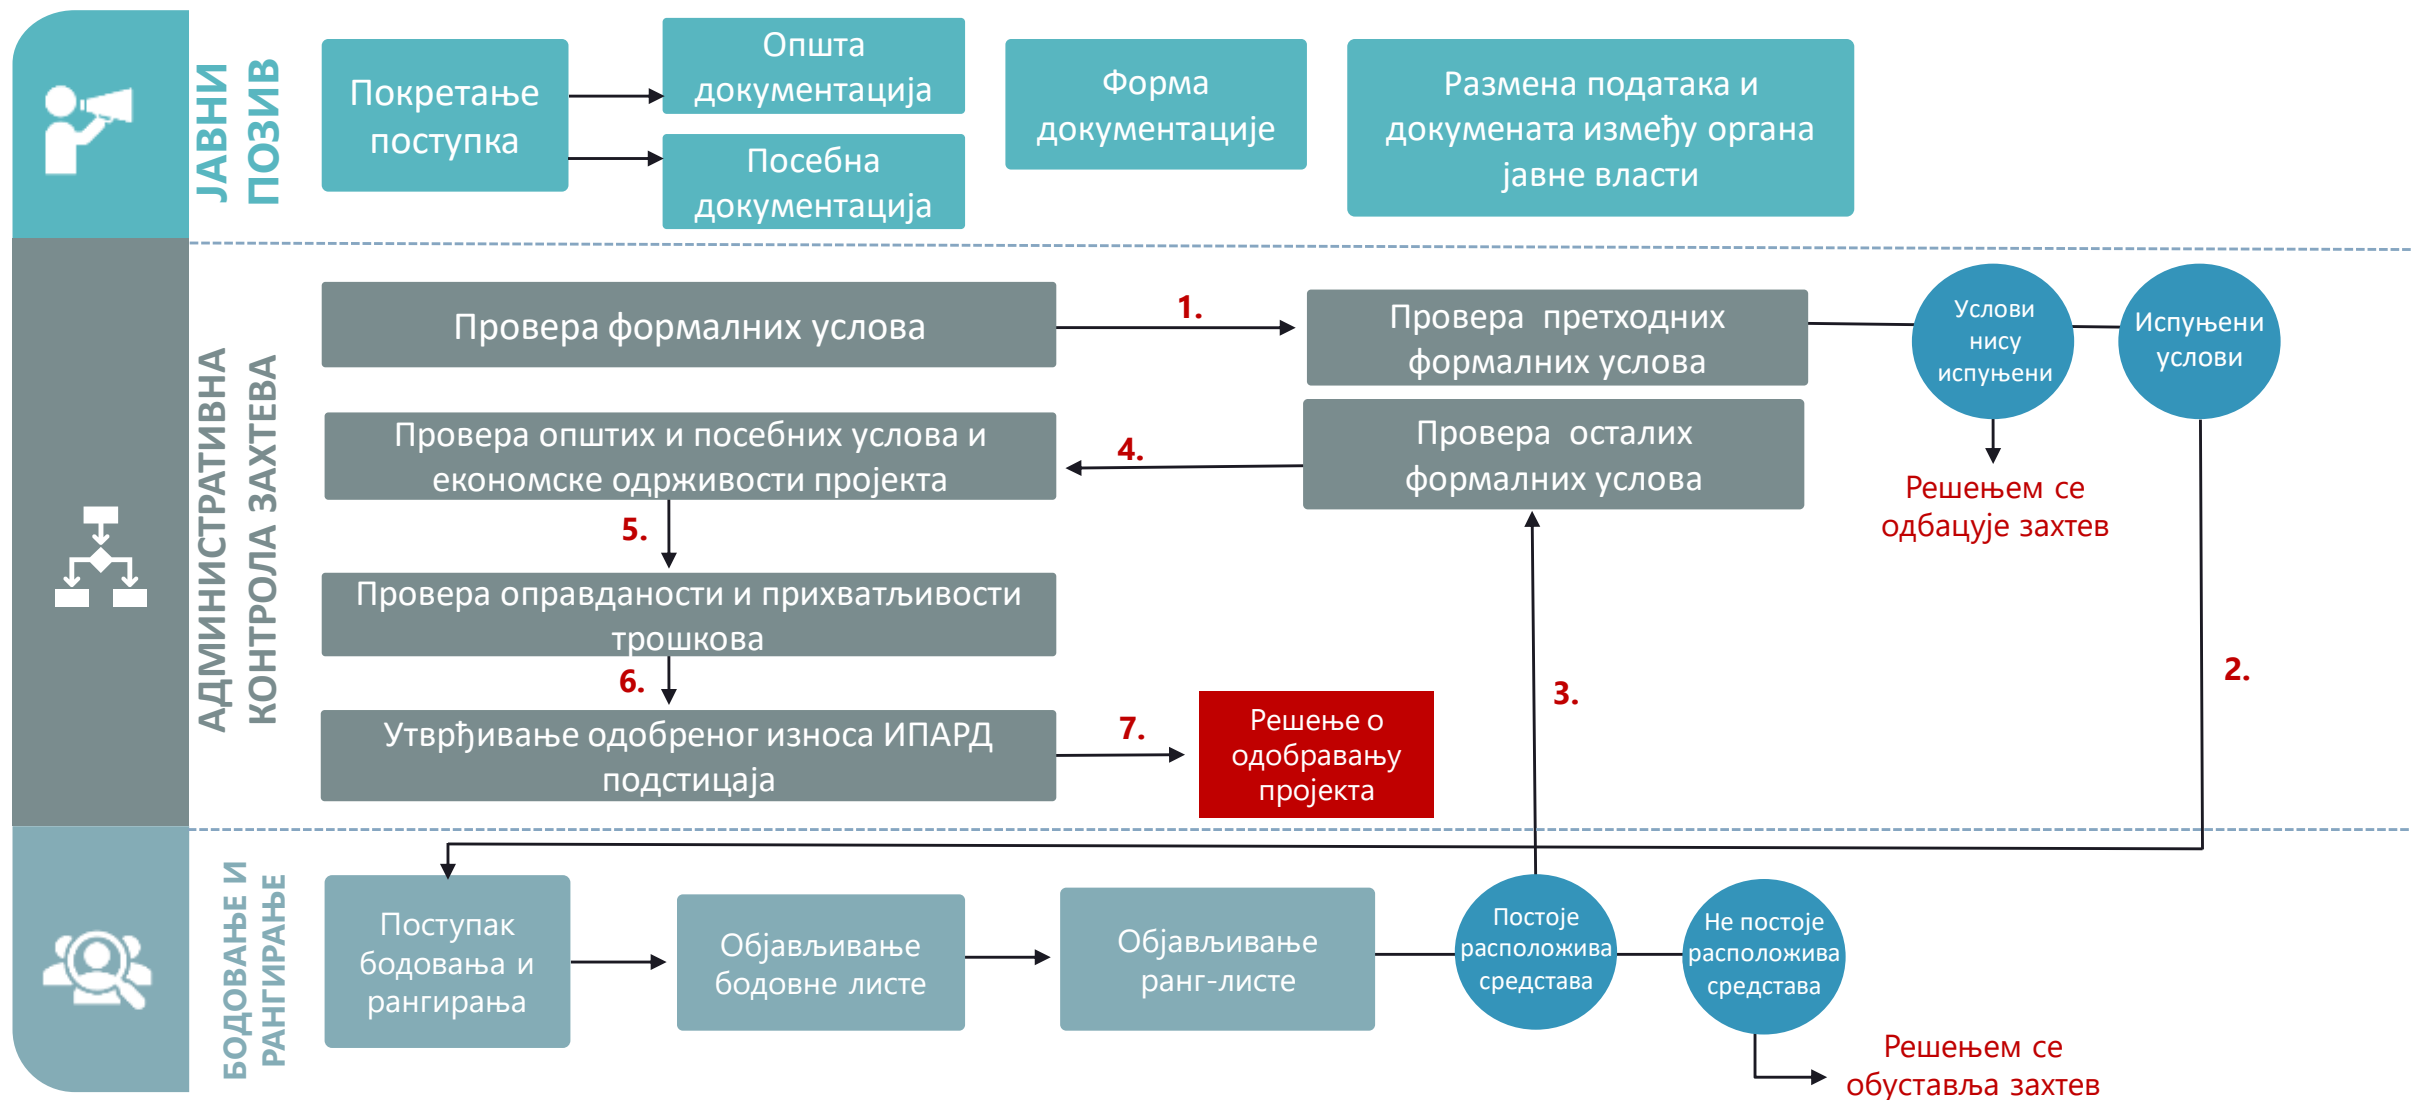 ЈАВНИ
ПОЗИВ
Покретање
поступка
Општа
документација
Посебна
документација
Форма
документације
Размена података и
докумената између органа
јавне власти
АДМИНИСТРАТИВНА
КОНТРОЛА ЗАХТЕВА
Провера формалних услова
1.
Провера претходних
формалних услова
Услови
нису
испуњени
Испуњени
услови
Провера општих и посебних услова и
економске одрживости пројекта
4.
Провера осталих
формалних услова
Решењем се
одбацује захтев
5.
Провера оправданости и прихватљивости
трошкова
6.
3.
2.
Утврђивање одобреног износа ИПАРД
подстицаја
7.
Решење о
одобравању
пројекта
БОДОВАЊЕ И
РАНГИРАЊЕ
Поступак
бодовања и
рангирања
Објављивање
бодовне листе
Објављивање
ранг-листе
Постоје
расположива
средстава
Не постоје
расположива
средстава
Решењем се
обуставља захтев